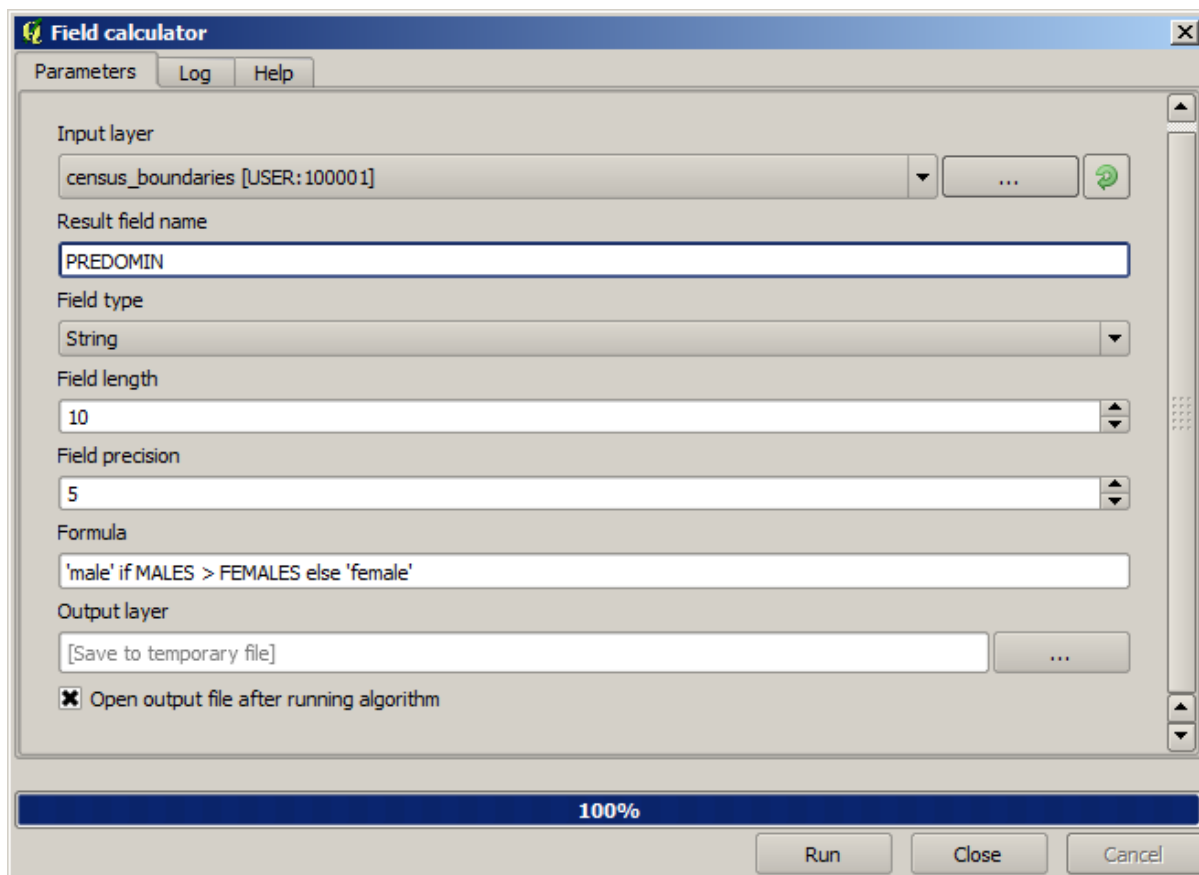 Field calculator
Parameters Log Help
Input layer
census_boundaries [USER:100001] ...
Result field name
PREDOMIN
Field type
String
Field length
10
Field precision
5
Formula
'male' if MALES > FEMALES else 'female'
Output layer
[Save to temporary file] ...
Open output file after running algorithm
100%
Run Close Cancel